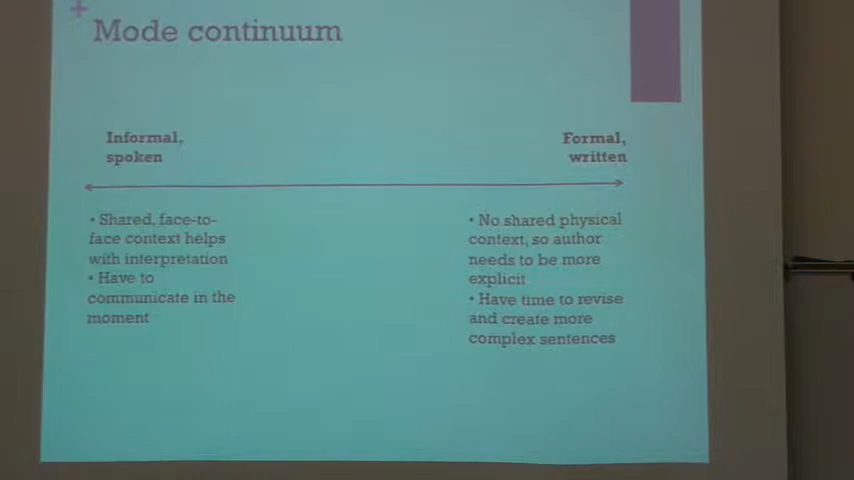 +
Mode continuum
Informal,
spoken
Formal,
written
• Shared, face-to-
face context helps
with interpretation
• Have to
communicate in the
moment
• No shared physical
context, so author
needs to be more
explicit
• Have time to revise
and create more
complex sentences